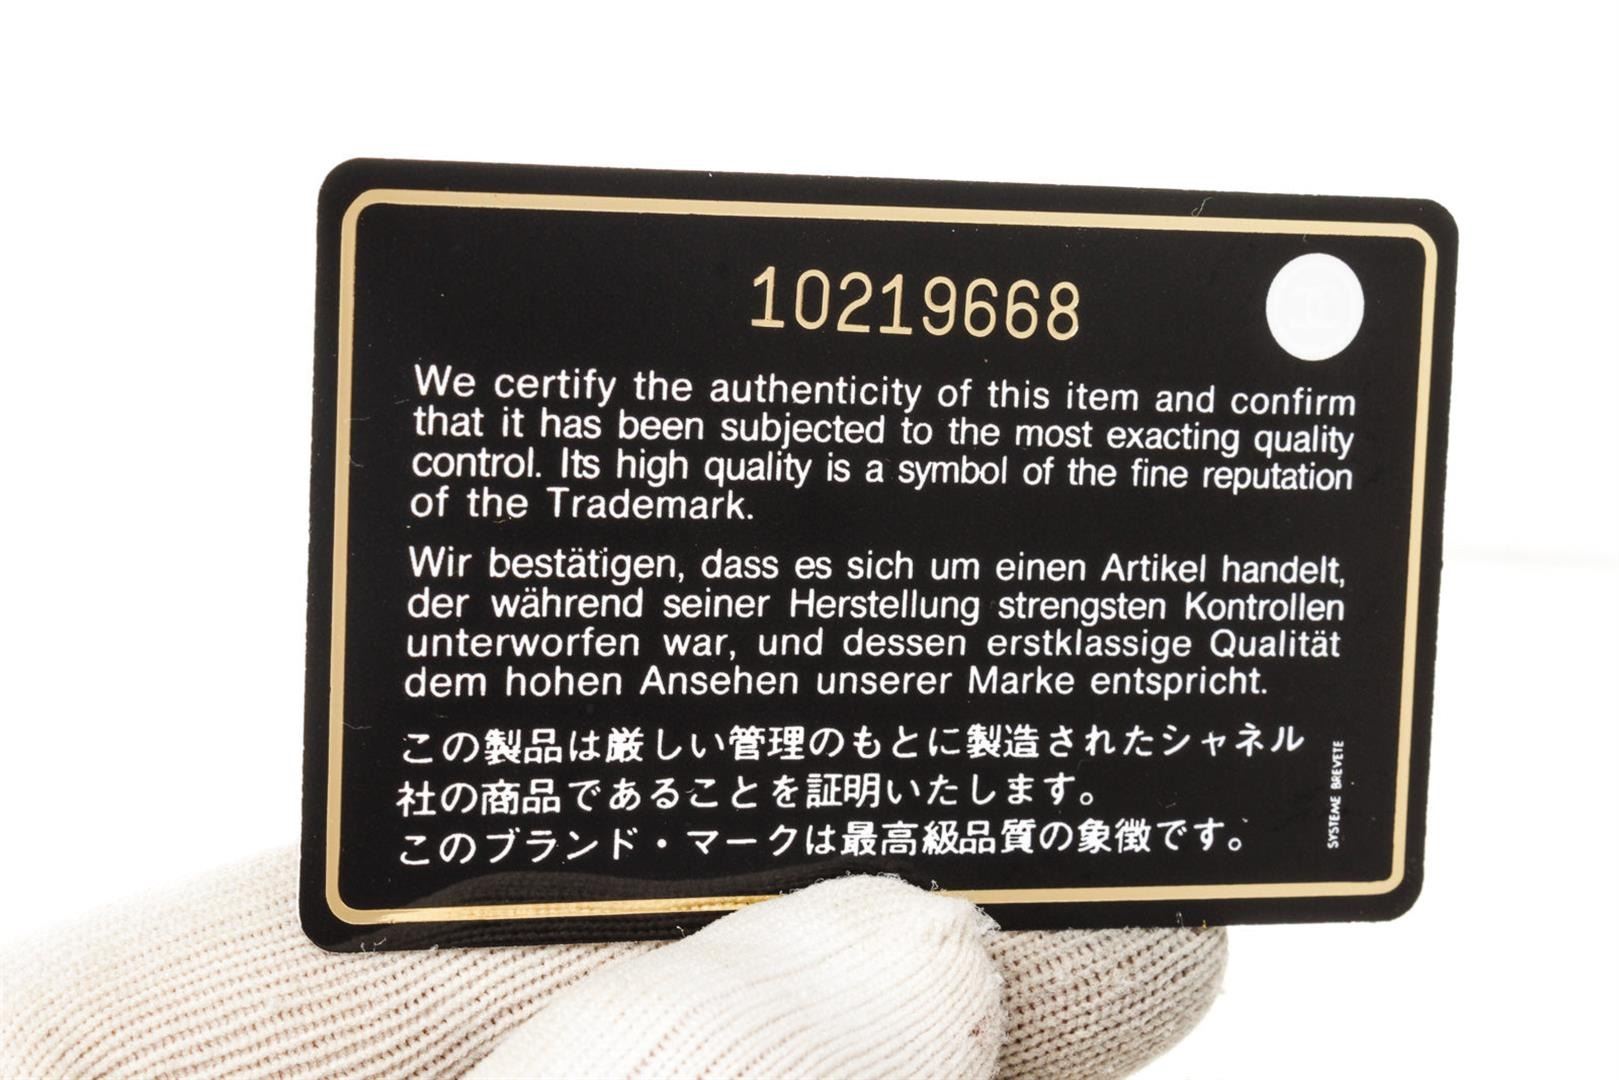 10219668
We certify the authenticity of this item and confirm
that it has been subjected to the most exacting quality
control. Its high quality is a symbol of the fine reputation
of the Trademark.
Wir bestätigen, dass es sich um einen Artikel handelt,
der während seiner Herstellung strengsten Kontrollen
unterworfen war, und dessen erstklassige Qualität
dem hohen Ansehen unserer Marke entspricht.
この製品は厳しい管理のもとに製造されたシャネル
社の商品であることを証明いたします。
このブランド・マークは最高級品質の象徴です。
SYSTEME BREVETE